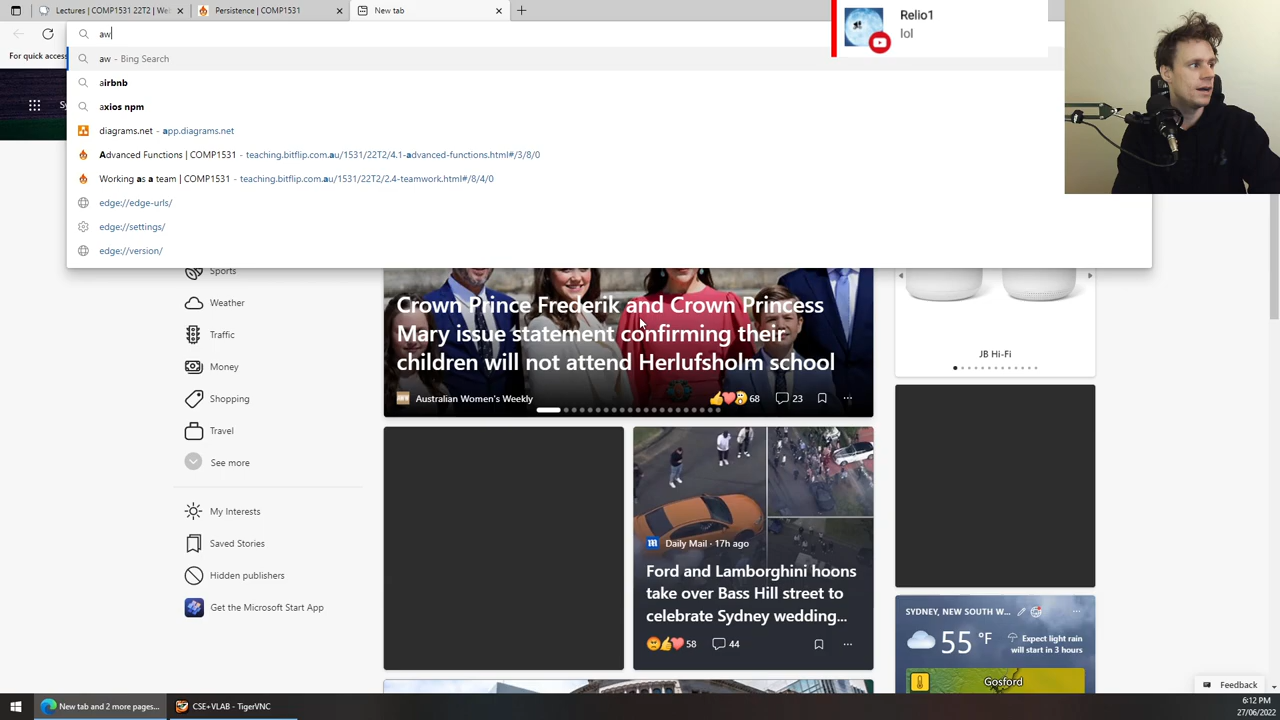 Lectures | COMP1531 22T2 | We
Persistence | COMP1531
New tab
Relio1
lol
aw
For quick access
aw - Bing Search
airbnb
axios npm
diagrams.net - app.diagrams.net
Advanced Functions | COMP1531 - teaching.bitflip.com.au/1531/22T2/4.1-advanced-functions.html#/3/8/0
Working as a team | COMP1531 - teaching.bitflip.com.au/1531/22T2/2.4-teamwork.html#/8/4/0
edge://edge-urls/
edge://settings/
edge://version/
Sports
Weather
Traffic
Money
Shopping
Travel
See more
My Interests
Saved Stories
Hidden publishers
Get the Microsoft Start App
Crown Prince Frederik and Crown Princess
Mary issue statement confirming their
children will not attend Herlufsholm school
Australian Women's Weekly
68
23
JB Hi-Fi
Daily Mail · 17h ago
Ford and Lamborghini hoons
take over Bass Hill street to
celebrate Sydney wedding...
58
44
SYDNEY, NEW SOUTH W...
55 °F
Expect light rain
will start in 3 hours
Gosford
Feedback
New tab and 2 more pages...
CSE+VLAB - TigerVNC
6:12 PM
27/06/2022